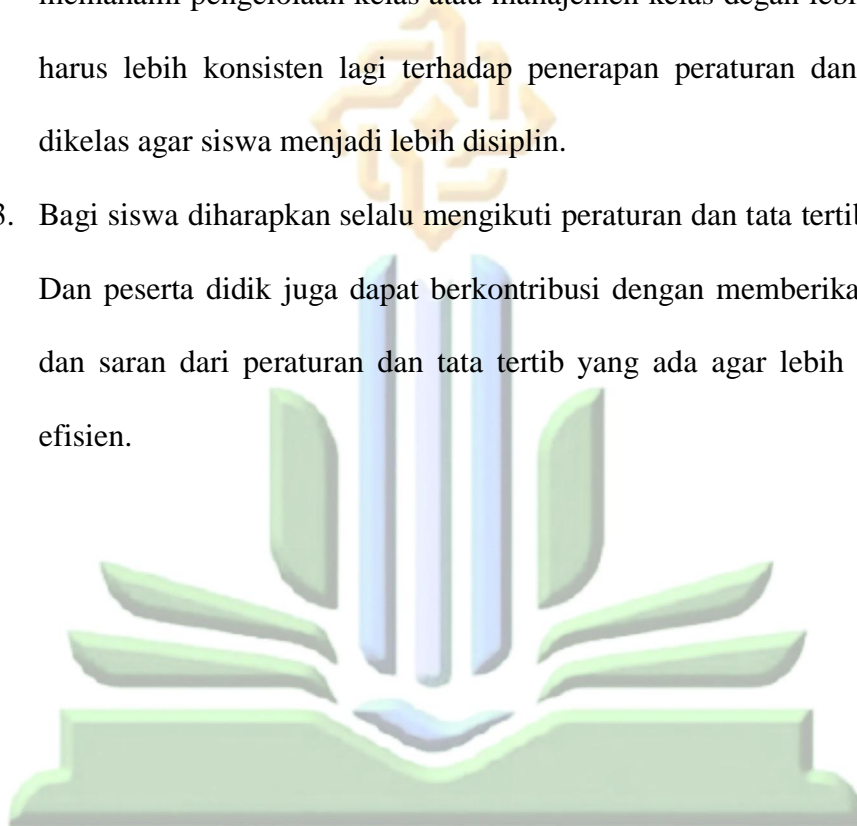 memahami pengelolaan kelas atau manajemen kelas degan lebih
harus lebih konsisten lagi terhadap penerapan peraturan dan
dikelas agar siswa menjadi lebih disiplin.
3. Bagi siswa diharapkan selalu mengikuti peraturan dan tata tertib
Dan peserta didik juga dapat berkontribusi dengan memberika
dan saran dari peraturan dan tata tertib yang ada agar lebih
efisien.